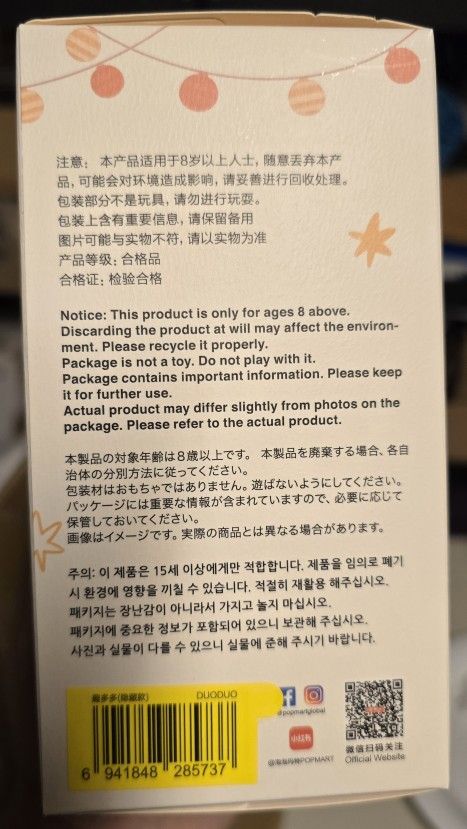 注意：本产品适用于8岁以上人士，随意丢弃本产
品，可能会对环境造成影响，请妥善进行回收处理。
包装部分不是玩具，请勿进行玩耍。
包装上含有重要信息，请保留备用
图片可能与实物不符，请以实物为准
产品等级：合格品
合格证：检验合格
Notice: This product is only for ages 8 above.
Discarding the product at will may affect the environ-
ment. Please recycle it properly.
Package is not a toy. Do not play with it.
Package contains important information. Please keep
it for further use.
Actual product may differ slightly from photos on the
package. Please refer to the actual product.
本製品の対象年齢は8歳以上です。 本製品を廃棄する場合、各自
治体の分別方法に従ってください。
包装材はおもちゃではありません。遊ばないようにしてください。
パッケージには重要な情報が含まれていますので、必要に応じて
保管しておいてください。
画像はイメージです。実際の商品とは異なる場合があります。
주의: 이 제품은 15세 이상에게만 적합합니다. 제품을 임의로 폐기
시 환경에 영향을 끼칠 수 있습니다. 적절히 재활용 해주십시오.
패키지는 장난감이 아니라서 가지고 놀지 마십시오.
패키지에 중요한 정보가 포함되어 있으니 보관해 주십시오.
사진과 실물이 다를 수 있으니 실물에 준해 주시기 바랍니다.
多多(隐藏款) DUODUO
6 941848 285737
@popmartglobal
小红书
@泡泡玛特POPMART
微信扫码关注
Official Website